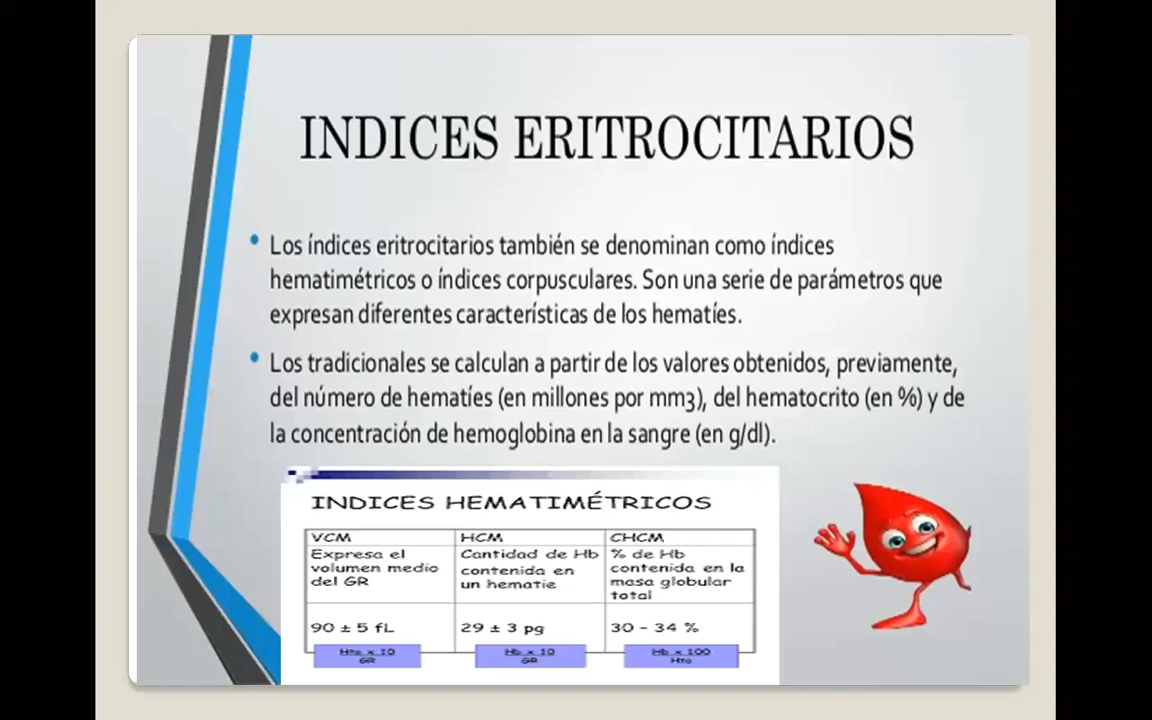 INDICES ERITROCITARIOS
• Los índices eritrocitarios también se denominan como índices
hematimétricos o índices corpusculares. Son una serie de parámetros que
expresan diferentes características de los hematíes.
• Los tradicionales se calculan a partir de los valores obtenidos, previamente,
del número de hematíes (en millones por mm3), del hematocrito (en %) y de
la concentración de hemoglobina en la sangre (en g/dl).
INDICES HEMATIMÉTRICOS
VCM HCM CHCM
Expresa el Cantidad de Hb % de Hb
volumen medio contenida en contenida en la
del GR un hematie masa globular
total
90 ± 5 fL 29 ± 3 pg 30 - 34 %
Hto x 10 Hb x 10 Hb x 100
GR GR Hto